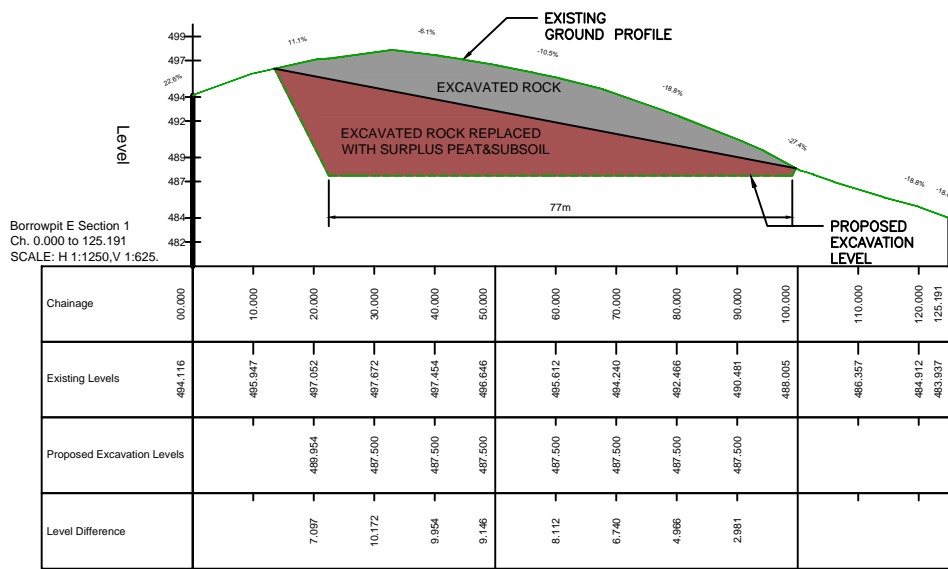 EXISTING
GROUND PROFILE
22.6%
11.1%
-6.1%
-10.5%
-18.8%
-27.4%
-18.8%
499
497
494
492
489
487
484
482
Level
EXCAVATED ROCK
EXCAVATED ROCK REPLACED
WITH SURPLUS PEAT&SUBSOIL
77m
PROPOSED
EXCAVATION
LEVEL
Borrowpit E Section 1
Ch. 0.000 to 125.191
SCALE: H 1:1250,V 1:625.
Chainage 00.000 10.000 20.000 30.000 40.000 50.000 60.000 70.000 80.000 90.000 100.000 110.000 120.000 125.191
Existing Levels 494.116 495.947 497.052 497.672 497.454 496.646 495.612 494.240 492.466 490.481 488.005 486.357 484.912 483.937
Proposed Excavation Levels 489.954 487.500 487.500 487.500 487.500 487.500 487.500 487.500
Level Difference 7.097 10.172 9.954 9.146 8.112 6.740 4.966 2.981